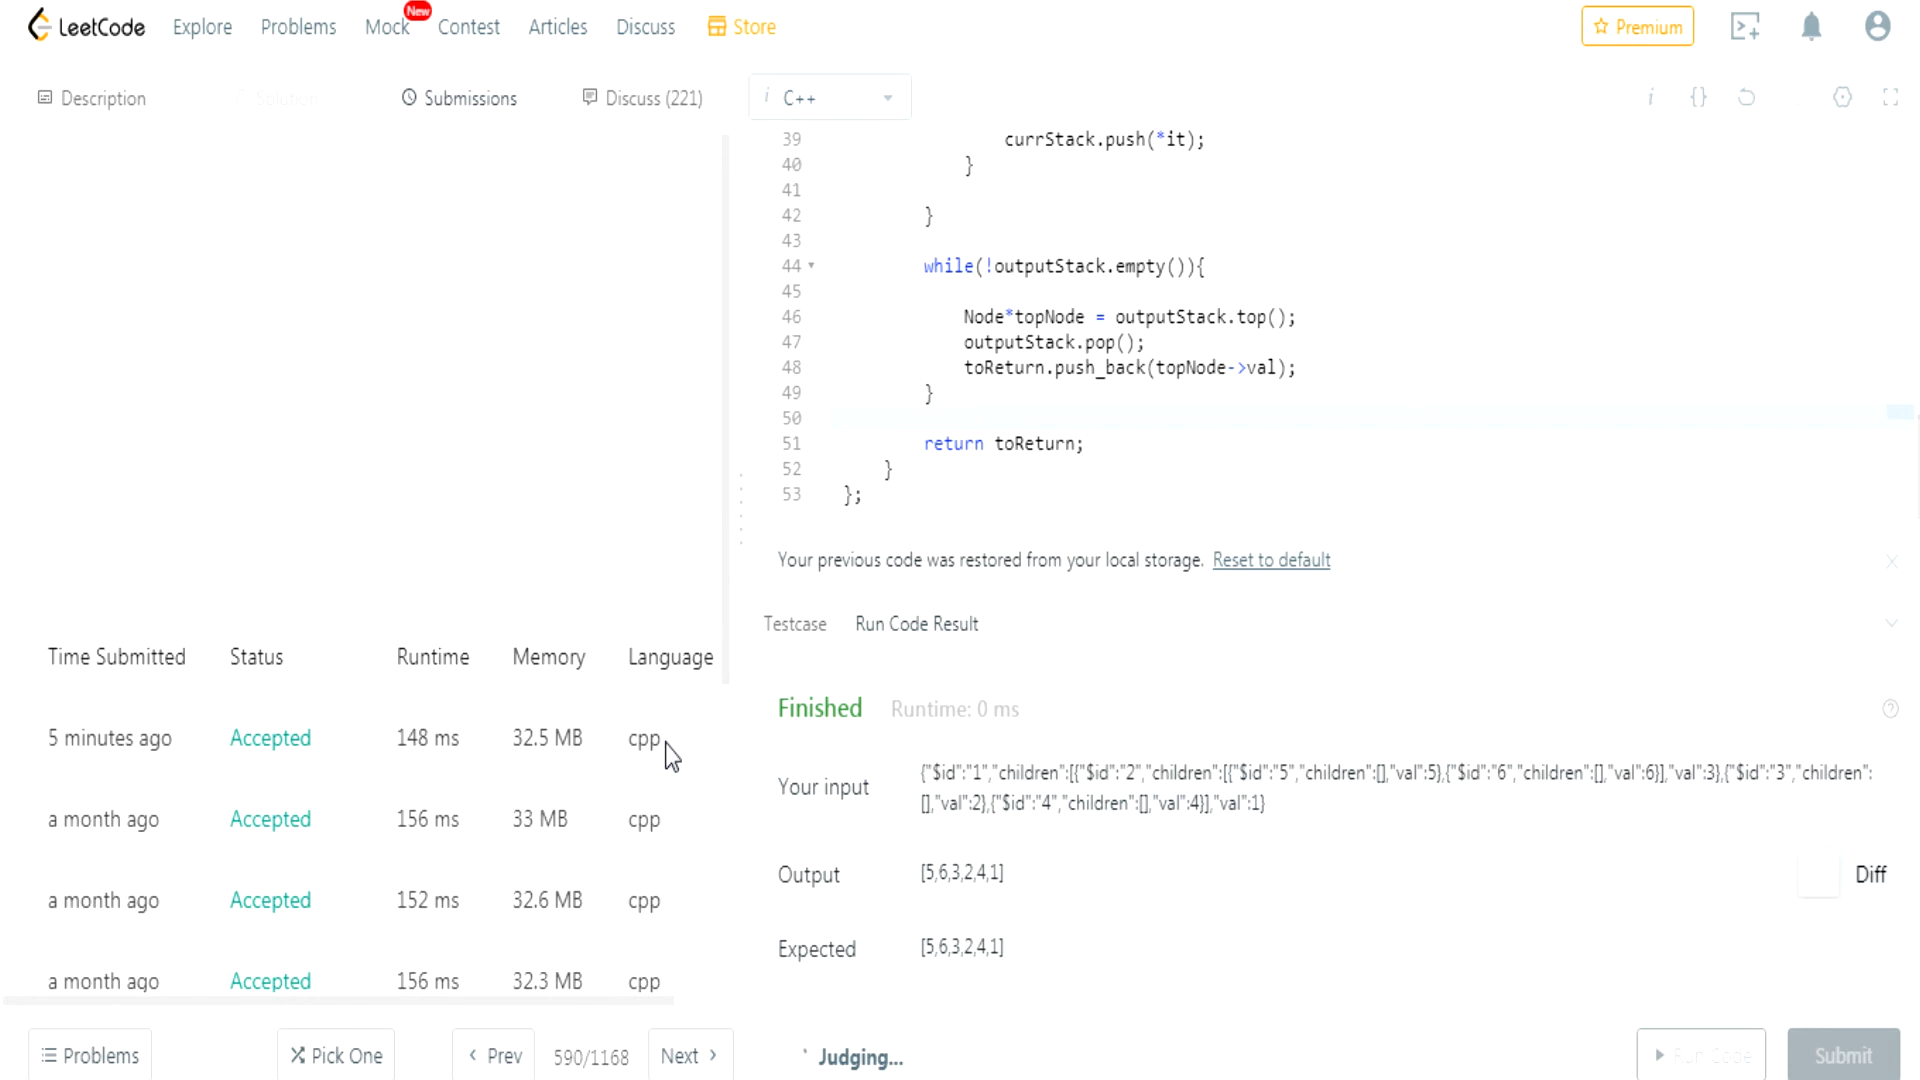 LeetCode Explore Problems Mock New Contest Articles Discuss Store Premium
Description Solution Submissions Discuss (221)
i C++
39 currStack.push(*it);
40 }
41
42 }
43
44 while(!outputStack.empty()){
45
46 Node*topNode = outputStack.top();
47 outputStack.pop();
48 toReturn.push_back(topNode->val);
49 }
50
51 return toReturn;
52 }
53 };
Your previous code was restored from your local storage. Reset to default
Testcase Run Code Result
Time Submitted Status Runtime Memory Language
5 minutes ago Accepted 148 ms 32.5 MB cpp
a month ago Accepted 156 ms 33 MB cpp
a month ago Accepted 152 ms 32.6 MB cpp
a month ago Accepted 156 ms 32.3 MB cpp
Finished Runtime: 0 ms
Your input
{"$id":"1","children":[{"$id":"2","children":[{"$id":"5","children":[],"val":5},{"$id":"6","children":[],"val":6}],"val":3},{"$id":"3","children":
[],"val":2},{"$id":"4","children":[],"val":4}],"val":1}
Output [5,6,3,2,4,1]
Diff
Expected [5,6,3,2,4,1]
Problems Pick One Prev 590/1168 Next Judging... Run Code Submit